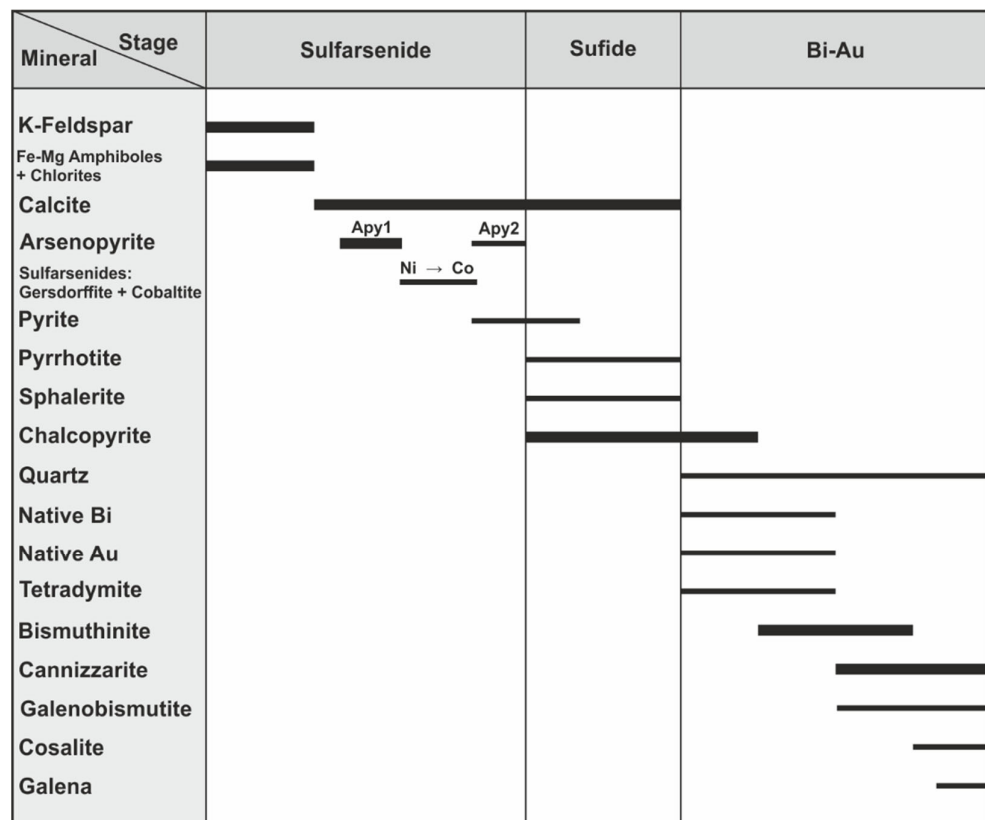 Stage
Mineral
Sulfarsenide
Sufide
Bi-Au
K-Feldspar
Fe-Mg Amphiboles
+ Chlorites
Calcite
Arsenopyrite
Apy1
Apy2
Sulfarsenides:
Gersdorffite + Cobaltite
Ni → Co
Pyrite
Pyrrhotite
Sphalerite
Chalcopyrite
Quartz
Native Bi
Native Au
Tetradymite
Bismuthinite
Cannizzarite
Galenobismutite
Cosalite
Galena